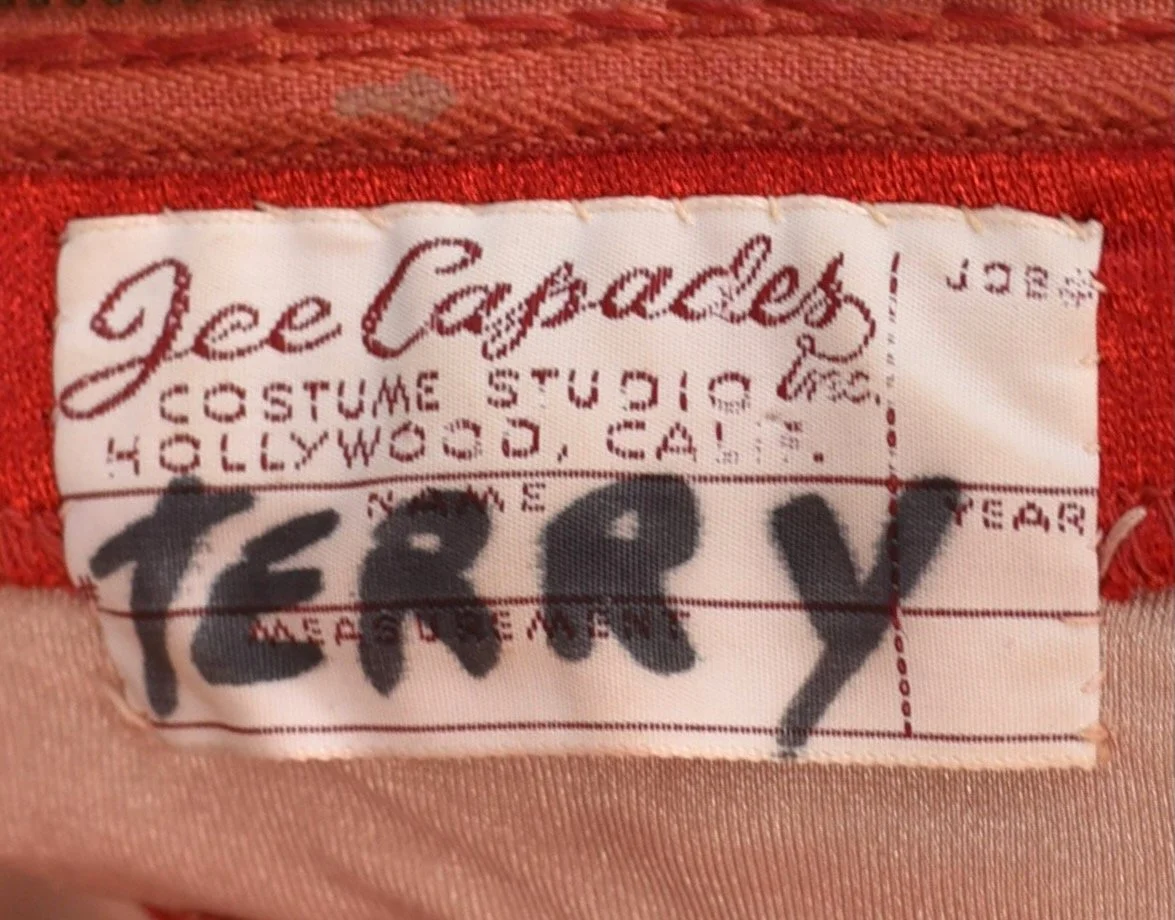 Ice Capades Inc.
JOB#
COSTUME STUDIO
HOLLYWOOD, CALIF.
NAME
YEAR
TERRY
MEASUREMENT